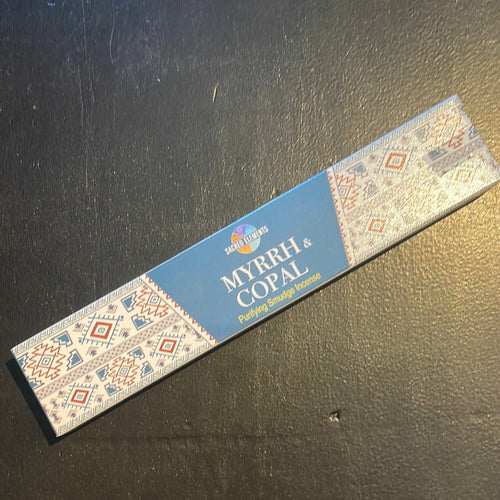 SACRED ELEMENTS
MYRRH &
COPAL
Purifying Smudge Incense